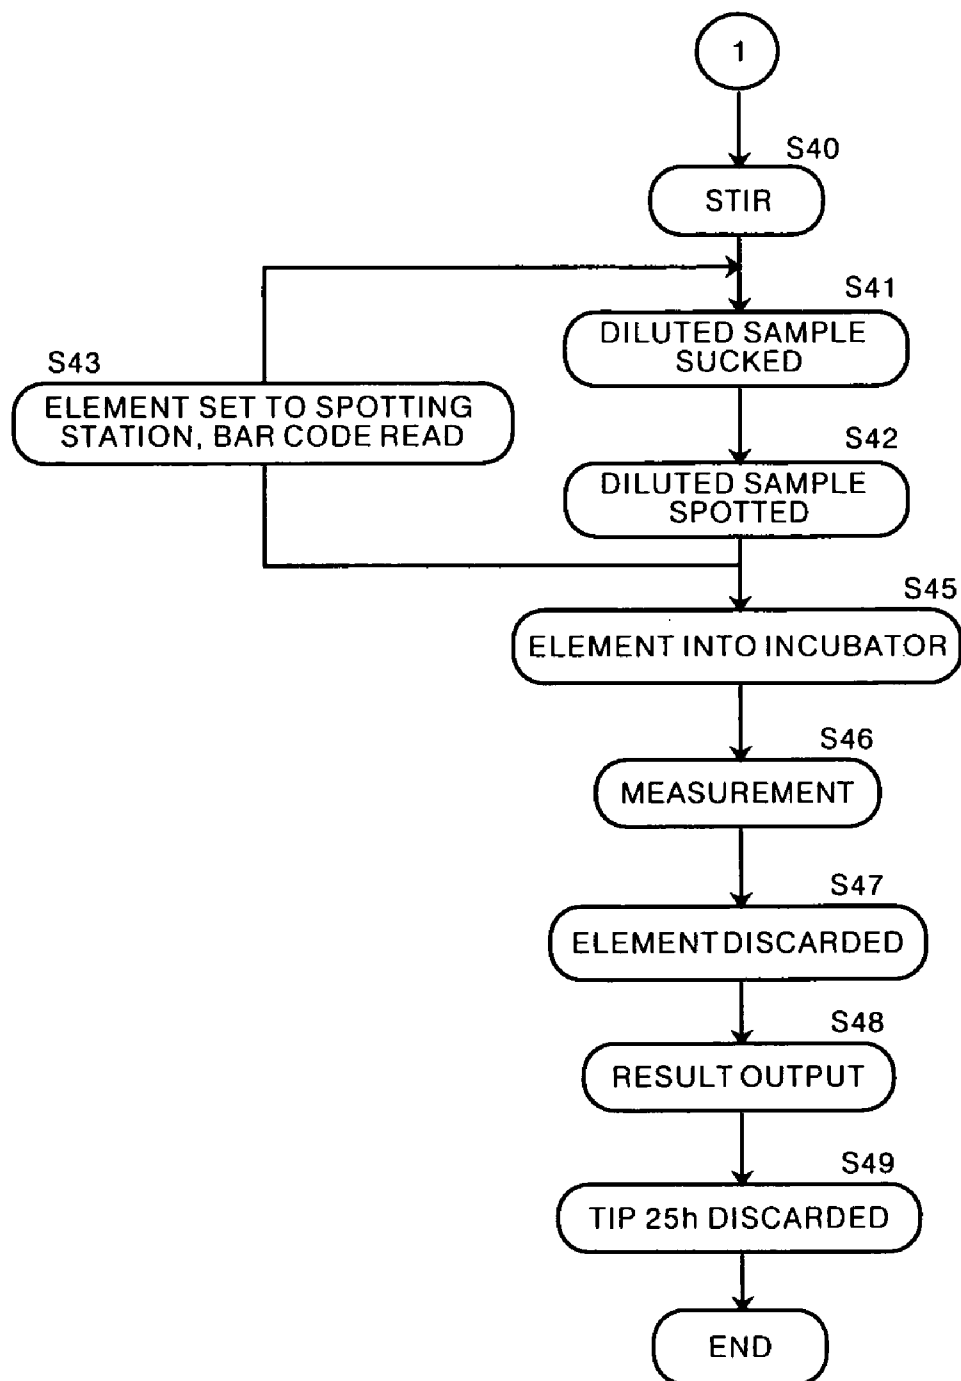 1
S40
STIR
S41
DILUTED SAMPLE
SUCKED
S43
ELEMENT SET TO SPOTTING
STATION, BAR CODE READ
S42
DILUTED SAMPLE
SPOTTED
S45
ELEMENT INTO INCUBATOR
S46
MEASUREMENT
S47
ELEMENT DISCARDED
S48
RESULT OUTPUT
S49
TIP 25h DISCARDED
END